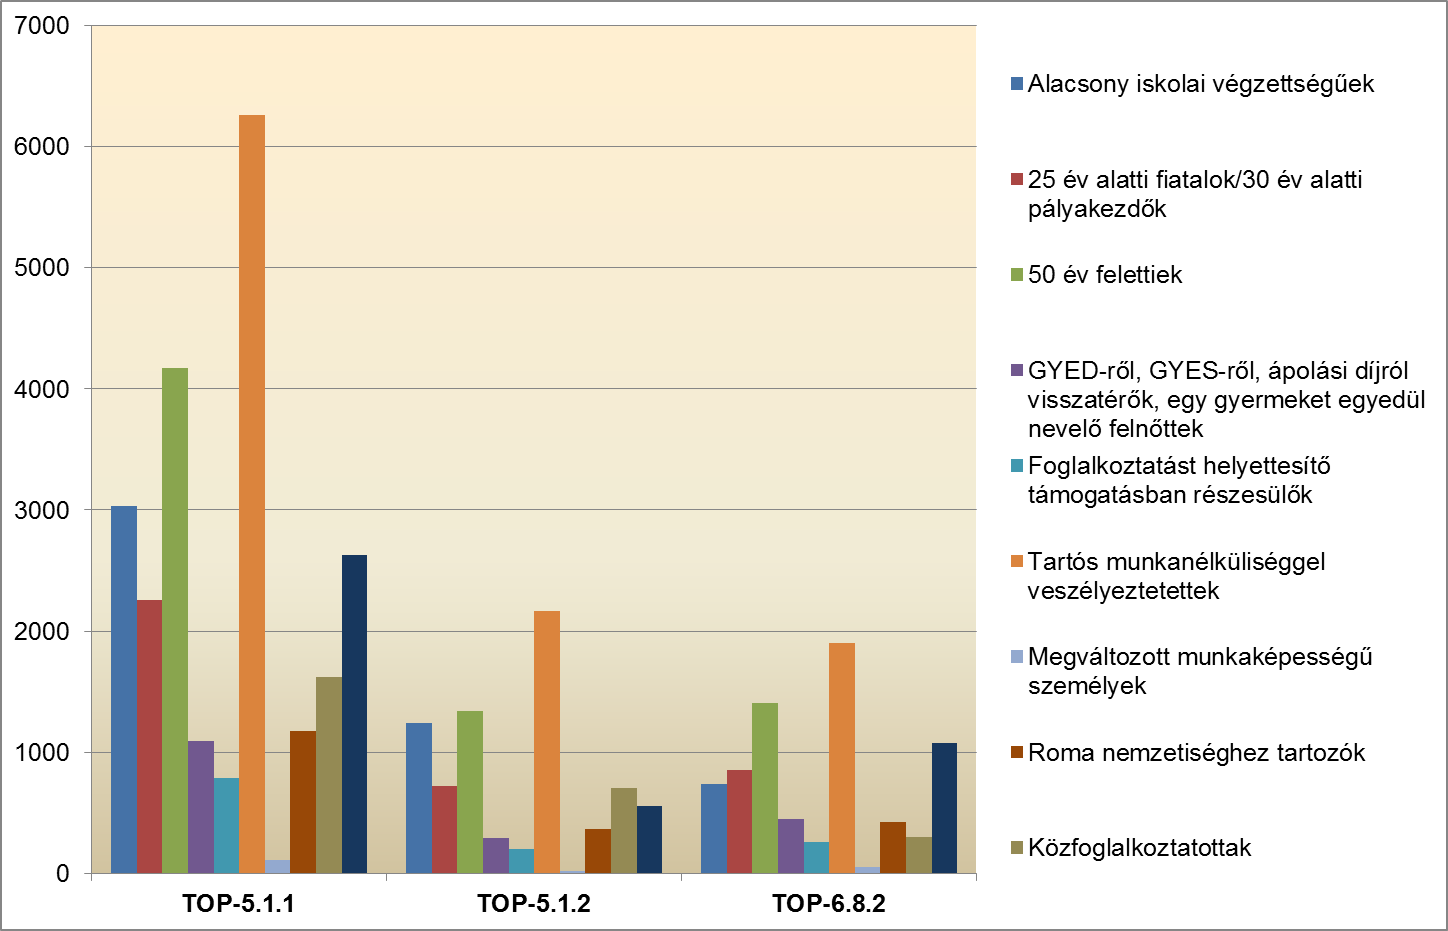 7000
6000
5000
4000
3000
2000
1000
0
TOP-5.1.1
TOP-5.1.2
TOP-6.8.2
Alacsony iskolai végzettségűek
25 év alatti fiatalok/30 év alatti
pályakezdők
50 év felettiek
GYED-ről, GYES-ről, ápolási díjról
visszatérők, egy gyermeket egyedül
nevelő felnőttek
Foglalkoztatást helyettesítő
támogatásban részesülők
Tartós munkanélküliséggel
veszélyeztetettek
Megváltozott munkaképességű
személyek
Roma nemzetiséghez tartozók
Közfoglalkoztatottak